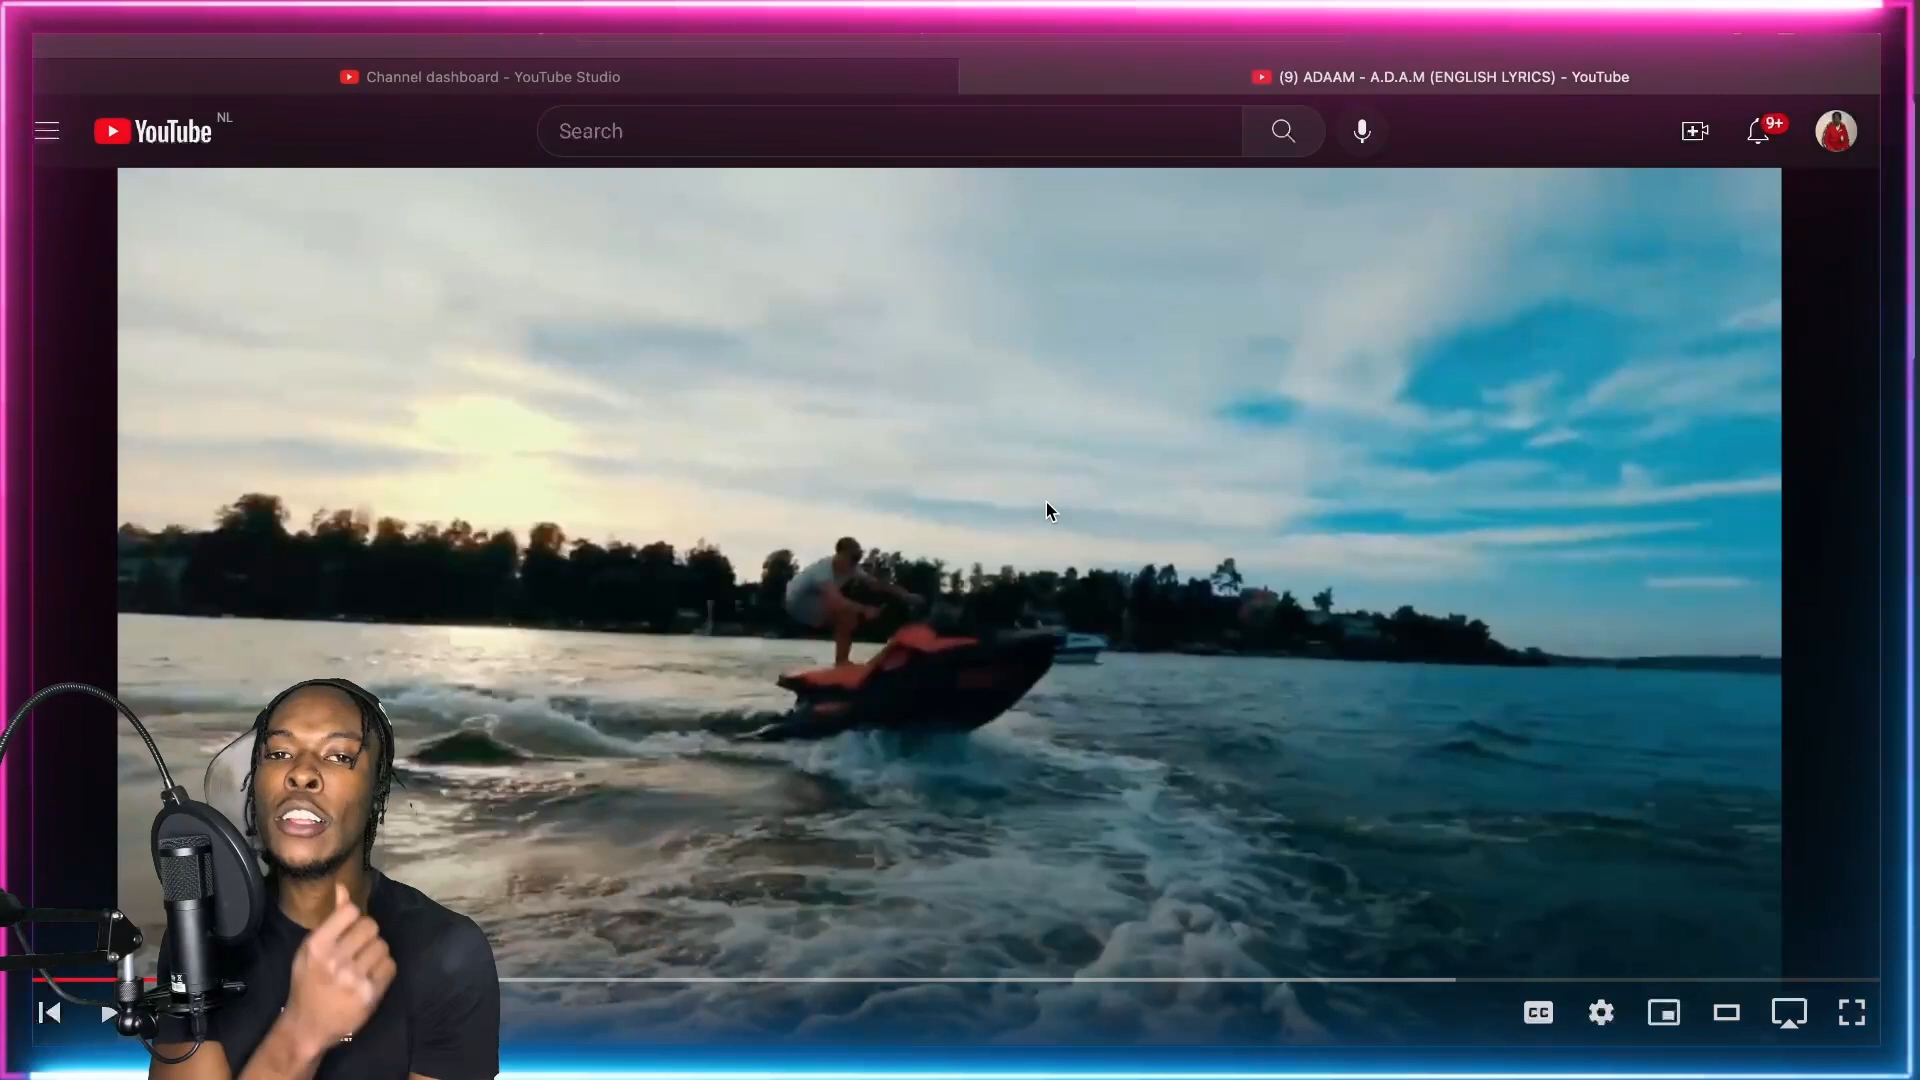 Channel dashboard - YouTube Studio
(9) ADAAM - A.D.A.M (ENGLISH LYRICS) - YouTube
YouTube NL
Search
9+
CC